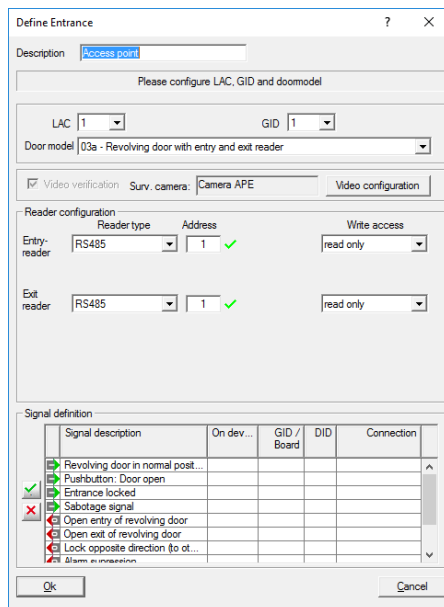 Define Entrance ? X
Description Access point
Please configure LAC, GID and doormodel
LAC 1 GID 1
Door model 03a - Revolving door with entry and exit reader
Video verification Surv. camera: Camera APE Video configuration
Reader configuration
Reader type Address Write access
Entry-
reader RS485 1 read only
Exit
reader RS485 1 read only
Signal definition
Signal description On dev... GID /
Board DID Connection
Revolving door in normal posit...
Pushbutton: Door open
Entrance locked
Sabotage signal
Open entry of revolving door
Open exit of revolving door
Lock opposite direction (to ot...
Alarm supression
Ok Cancel